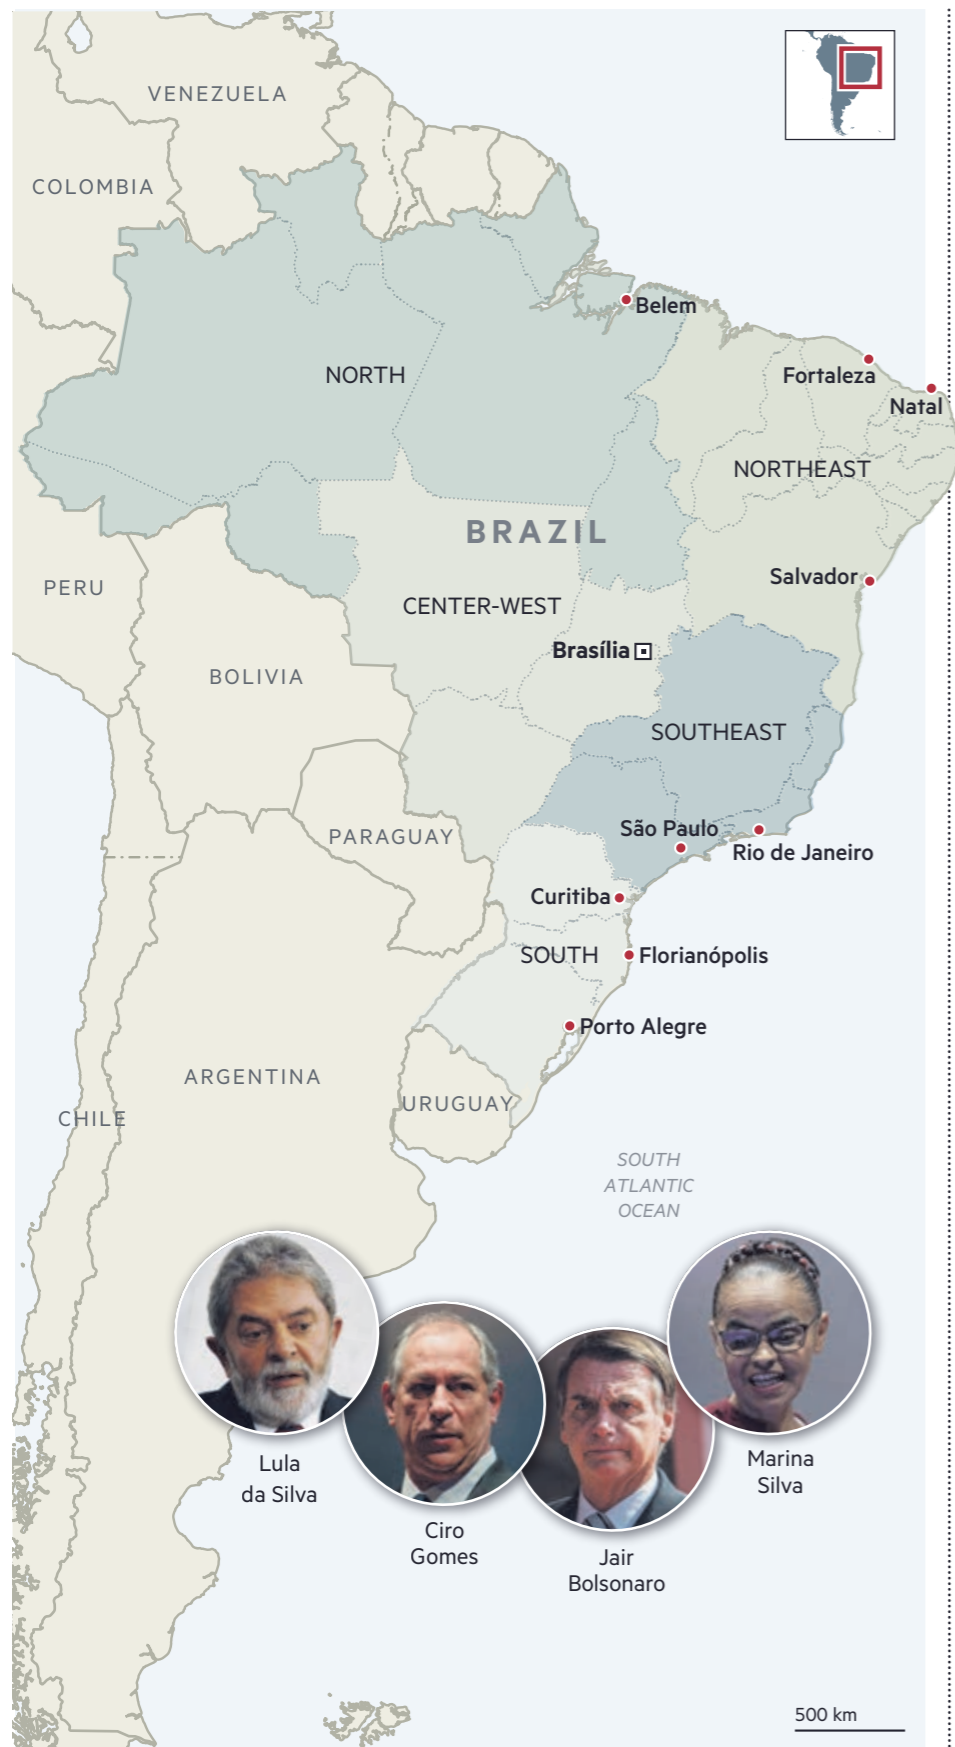 VENEZUELA
COLOMBIA
Belem
NORTH
Fortaleza
Natal
NORTHEAST
BRAZIL
Salvador
PERU
CENTER-WEST
Brasília
BOLIVIA
SOUTHEAST
São Paulo
PARAGUAY
Rio de Janeiro
Curitiba
SOUTH
Florianópolis
Porto Alegre
ARGENTINA
URUGUAY
CHILE
SOUTH
ATLANTIC
OCEAN
Lula
da Silva
Ciro
Gomes
Jair
Bolsonaro
Marina
Silva
500 km